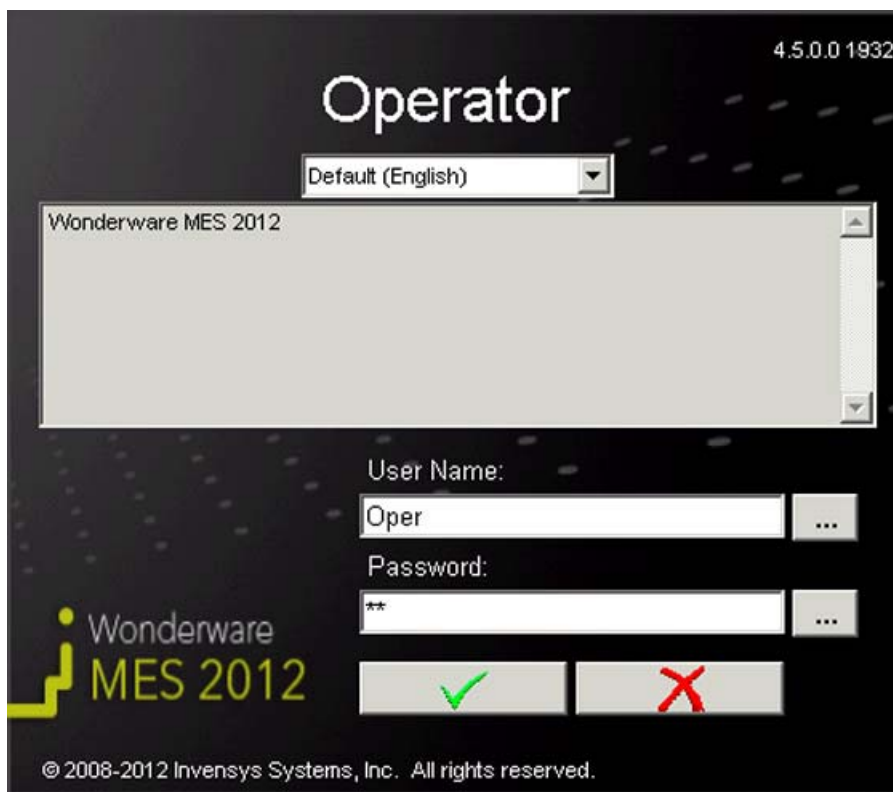 4.5.0.0 1932
Operator
Default (English)
Wonderware MES 2012
User Name:
Oper
...
Password:
**
...
Wonderware
MES 2012
© 2008-2012 Invensys Systems, Inc. All rights reserved.